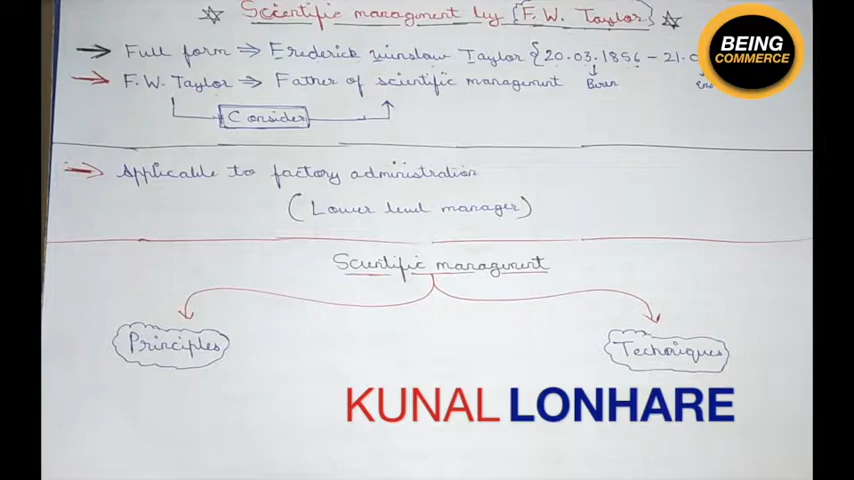 Scientific management by F. W. Taylor
Full form ⇒ Frederick winslow Taylor { 20.03.1856 – 21.
Born
F. W. Taylor ⇒ Father of scientific management
Consider
Applicable to factory administration
(Lower level manager)
Scientific management
Principles
Techniques
KUNAL LONHARE
BEING
COMMERCE